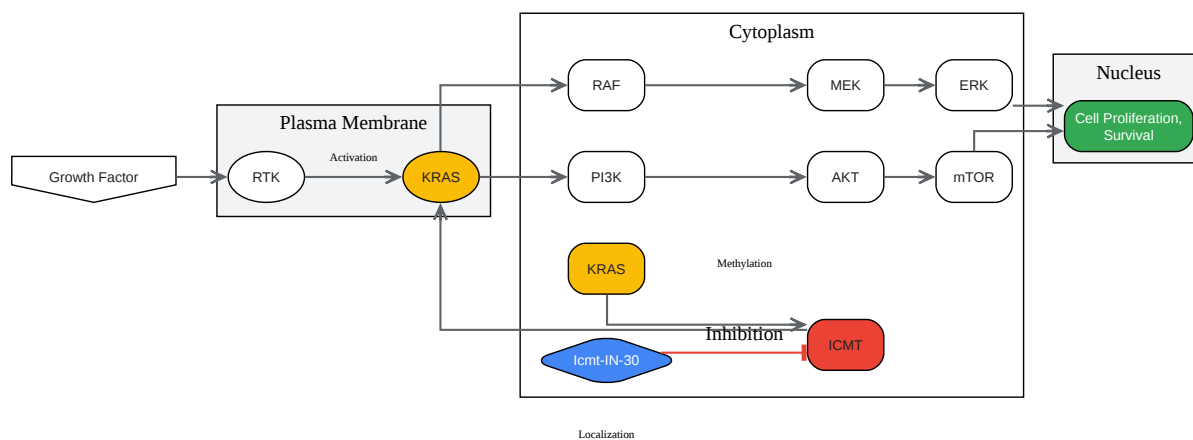 Cytoplasm
Nucleus
Plasma Membrane
RAF
MEK
ERK
Cell Proliferation,
Survival
Activation
Growth Factor
RTK
KRAS
PI3K
AKT
mTOR
KRAS
Methylation
Inhibition
ICMT
Icmt-IN-30
Localization